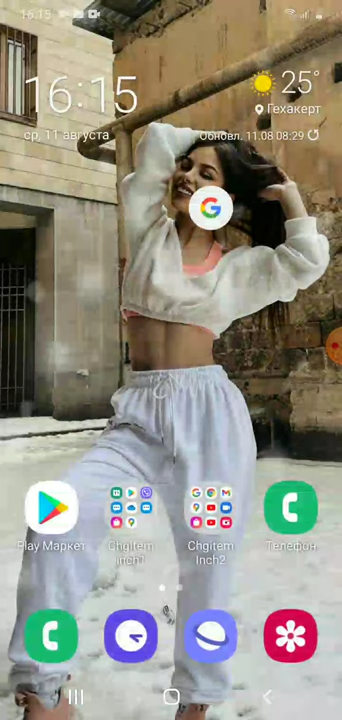 16:15
16:15
25°
Гехакерт
ср, 11 августа
Обновл. 11.08 08:29
G
Play Маркет
Chgitem inch1
Chgitem Inch2
Телефон